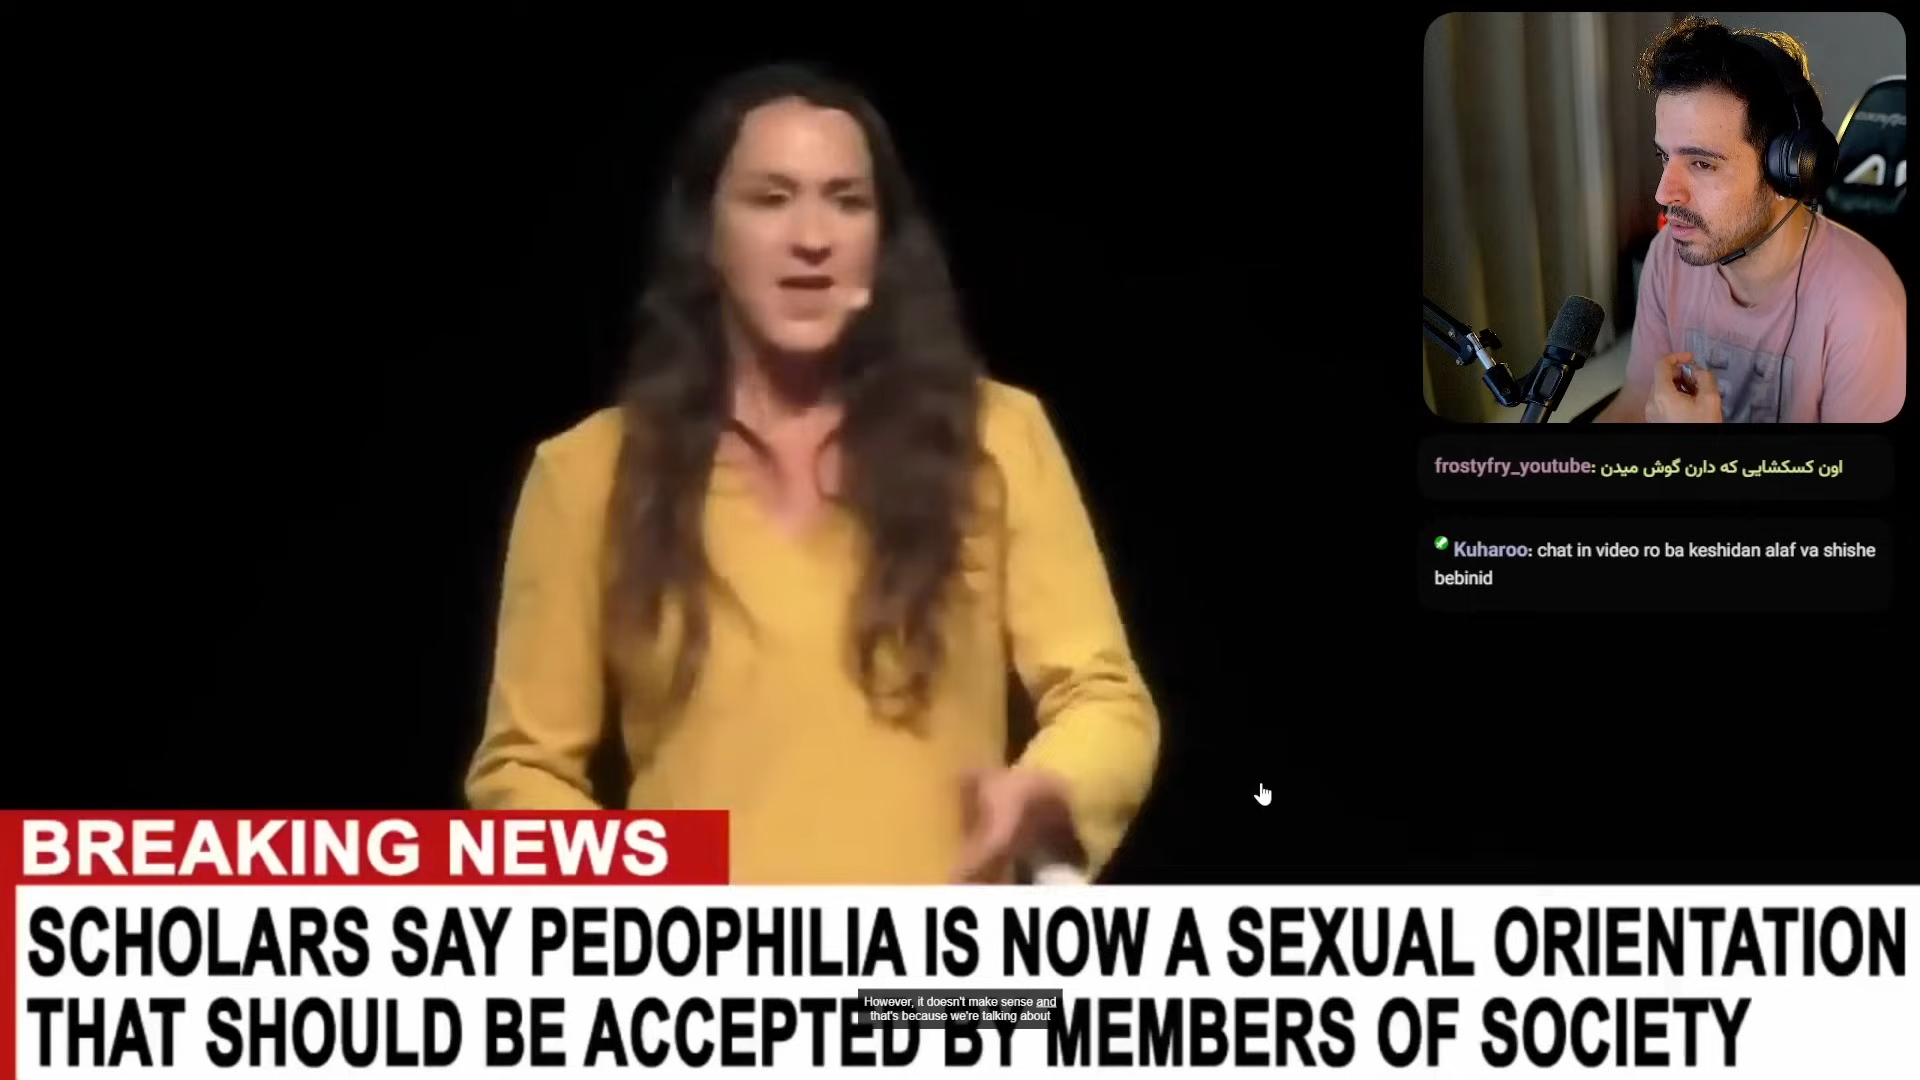 frostyfry_youtube: اون کسکشایی که دارن گوش میدن
Kuharoo: chat in video ro ba keshidan alaf va shishe
bebinid
BREAKING NEWS
SCHOLARS SAY PEDOPHILIA IS NOW A SEXUAL ORIENTATION
THAT SHOULD BE ACCEPTED BY MEMBERS OF SOCIETY
However, it doesn't make sense and
that's because we're talking about